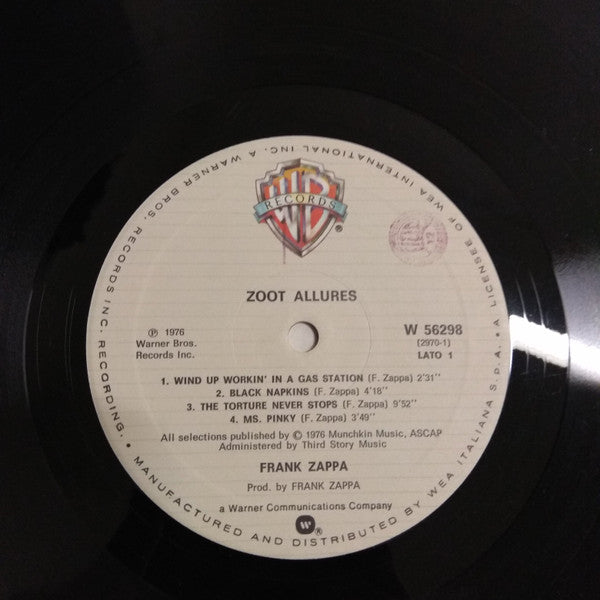 RECORDS
®
ZOOT ALLURES
℗ 1976
Warner Bros.
Records Inc.
W 56298
(2970-1)
LATO 1
1. WIND UP WORKIN' IN A GAS STATION (F. Zappa) 2'31''
2. BLACK NAPKINS (F. Zappa) 4'18''
3. THE TORTURE NEVER STOPS (F. Zappa) 9'52''
4. MS. PINKY (F. Zappa) 3'49''
All selections published by © 1976 Munchkin Music, ASCAP
Administered by Third Story Music
FRANK ZAPPA
Prod. by FRANK ZAPPA
a Warner Communications Company
W ®
• MANUFACTURED AND DISTRIBUTED BY WEA ITALIANA S.p.A. • A LICENSEE OF WEA INTERNATIONAL INC. A WARNER BROS. RECORDS INC. RECORDING.